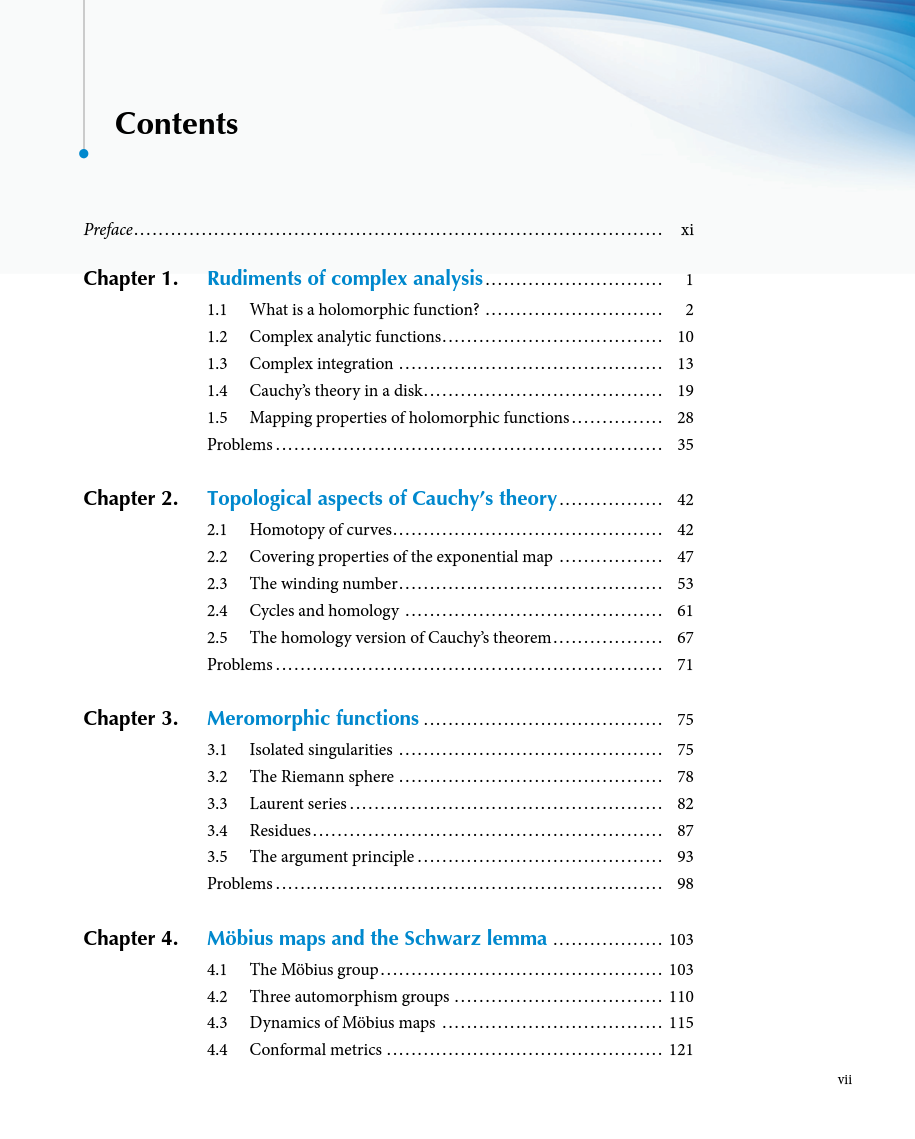 Contents
Preface........................................................................................ xi
Chapter 1. Rudiments of complex analysis............................. 1
1.1 What is a holomorphic function? ............................. 2
1.2 Complex analytic functions.................................... 10
1.3 Complex integration ........................................... 13
1.4 Cauchy’s theory in a disk....................................... 19
1.5 Mapping properties of holomorphic functions............... 28
Problems............................................................... 35
Chapter 2. Topological aspects of Cauchy’s theory................. 42
2.1 Homotopy of curves............................................ 42
2.2 Covering properties of the exponential map ................. 47
2.3 The winding number........................................... 53
2.4 Cycles and homology .......................................... 61
2.5 The homology version of Cauchy’s theorem.................. 67
Problems............................................................... 71
Chapter 3. Meromorphic functions ....................................... 75
3.1 Isolated singularities ........................................... 75
3.2 The Riemann sphere ........................................... 78
3.3 Laurent series................................................... 82
3.4 Residues......................................................... 87
3.5 The argument principle........................................ 93
Problems............................................................... 98
Chapter 4. Möbius maps and the Schwarz lemma .................. 103
4.1 The Möbius group.............................................. 103
4.2 Three automorphism groups .................................. 110
4.3 Dynamics of Möbius maps .................................... 115
4.4 Conformal metrics ............................................. 121
vii